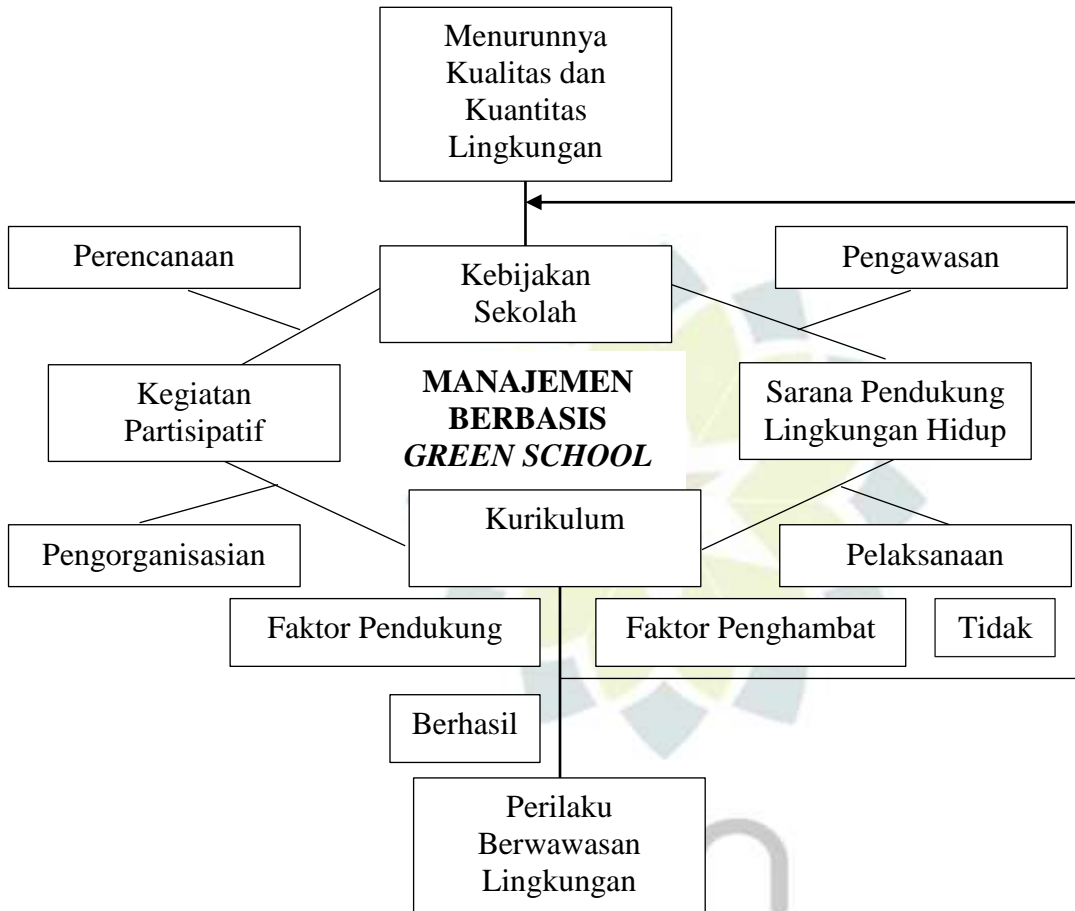 Menurunnya
Kualitas dan
Kuantitas
Lingkungan
Perencanaan
Kebijakan
Sekolah
Pengawasan
Kegiatan
Partisipatif
MANAJEMEN
BERBASIS
GREEN SCHOOL
Sarana Pendukung
Lingkungan Hidup
Pengorganisasian
Kurikulum
Pelaksanaan
Faktor Pendukung
Faktor Penghambat
Tidak
Berhasil
Perilaku
Berwawasan
Lingkungan